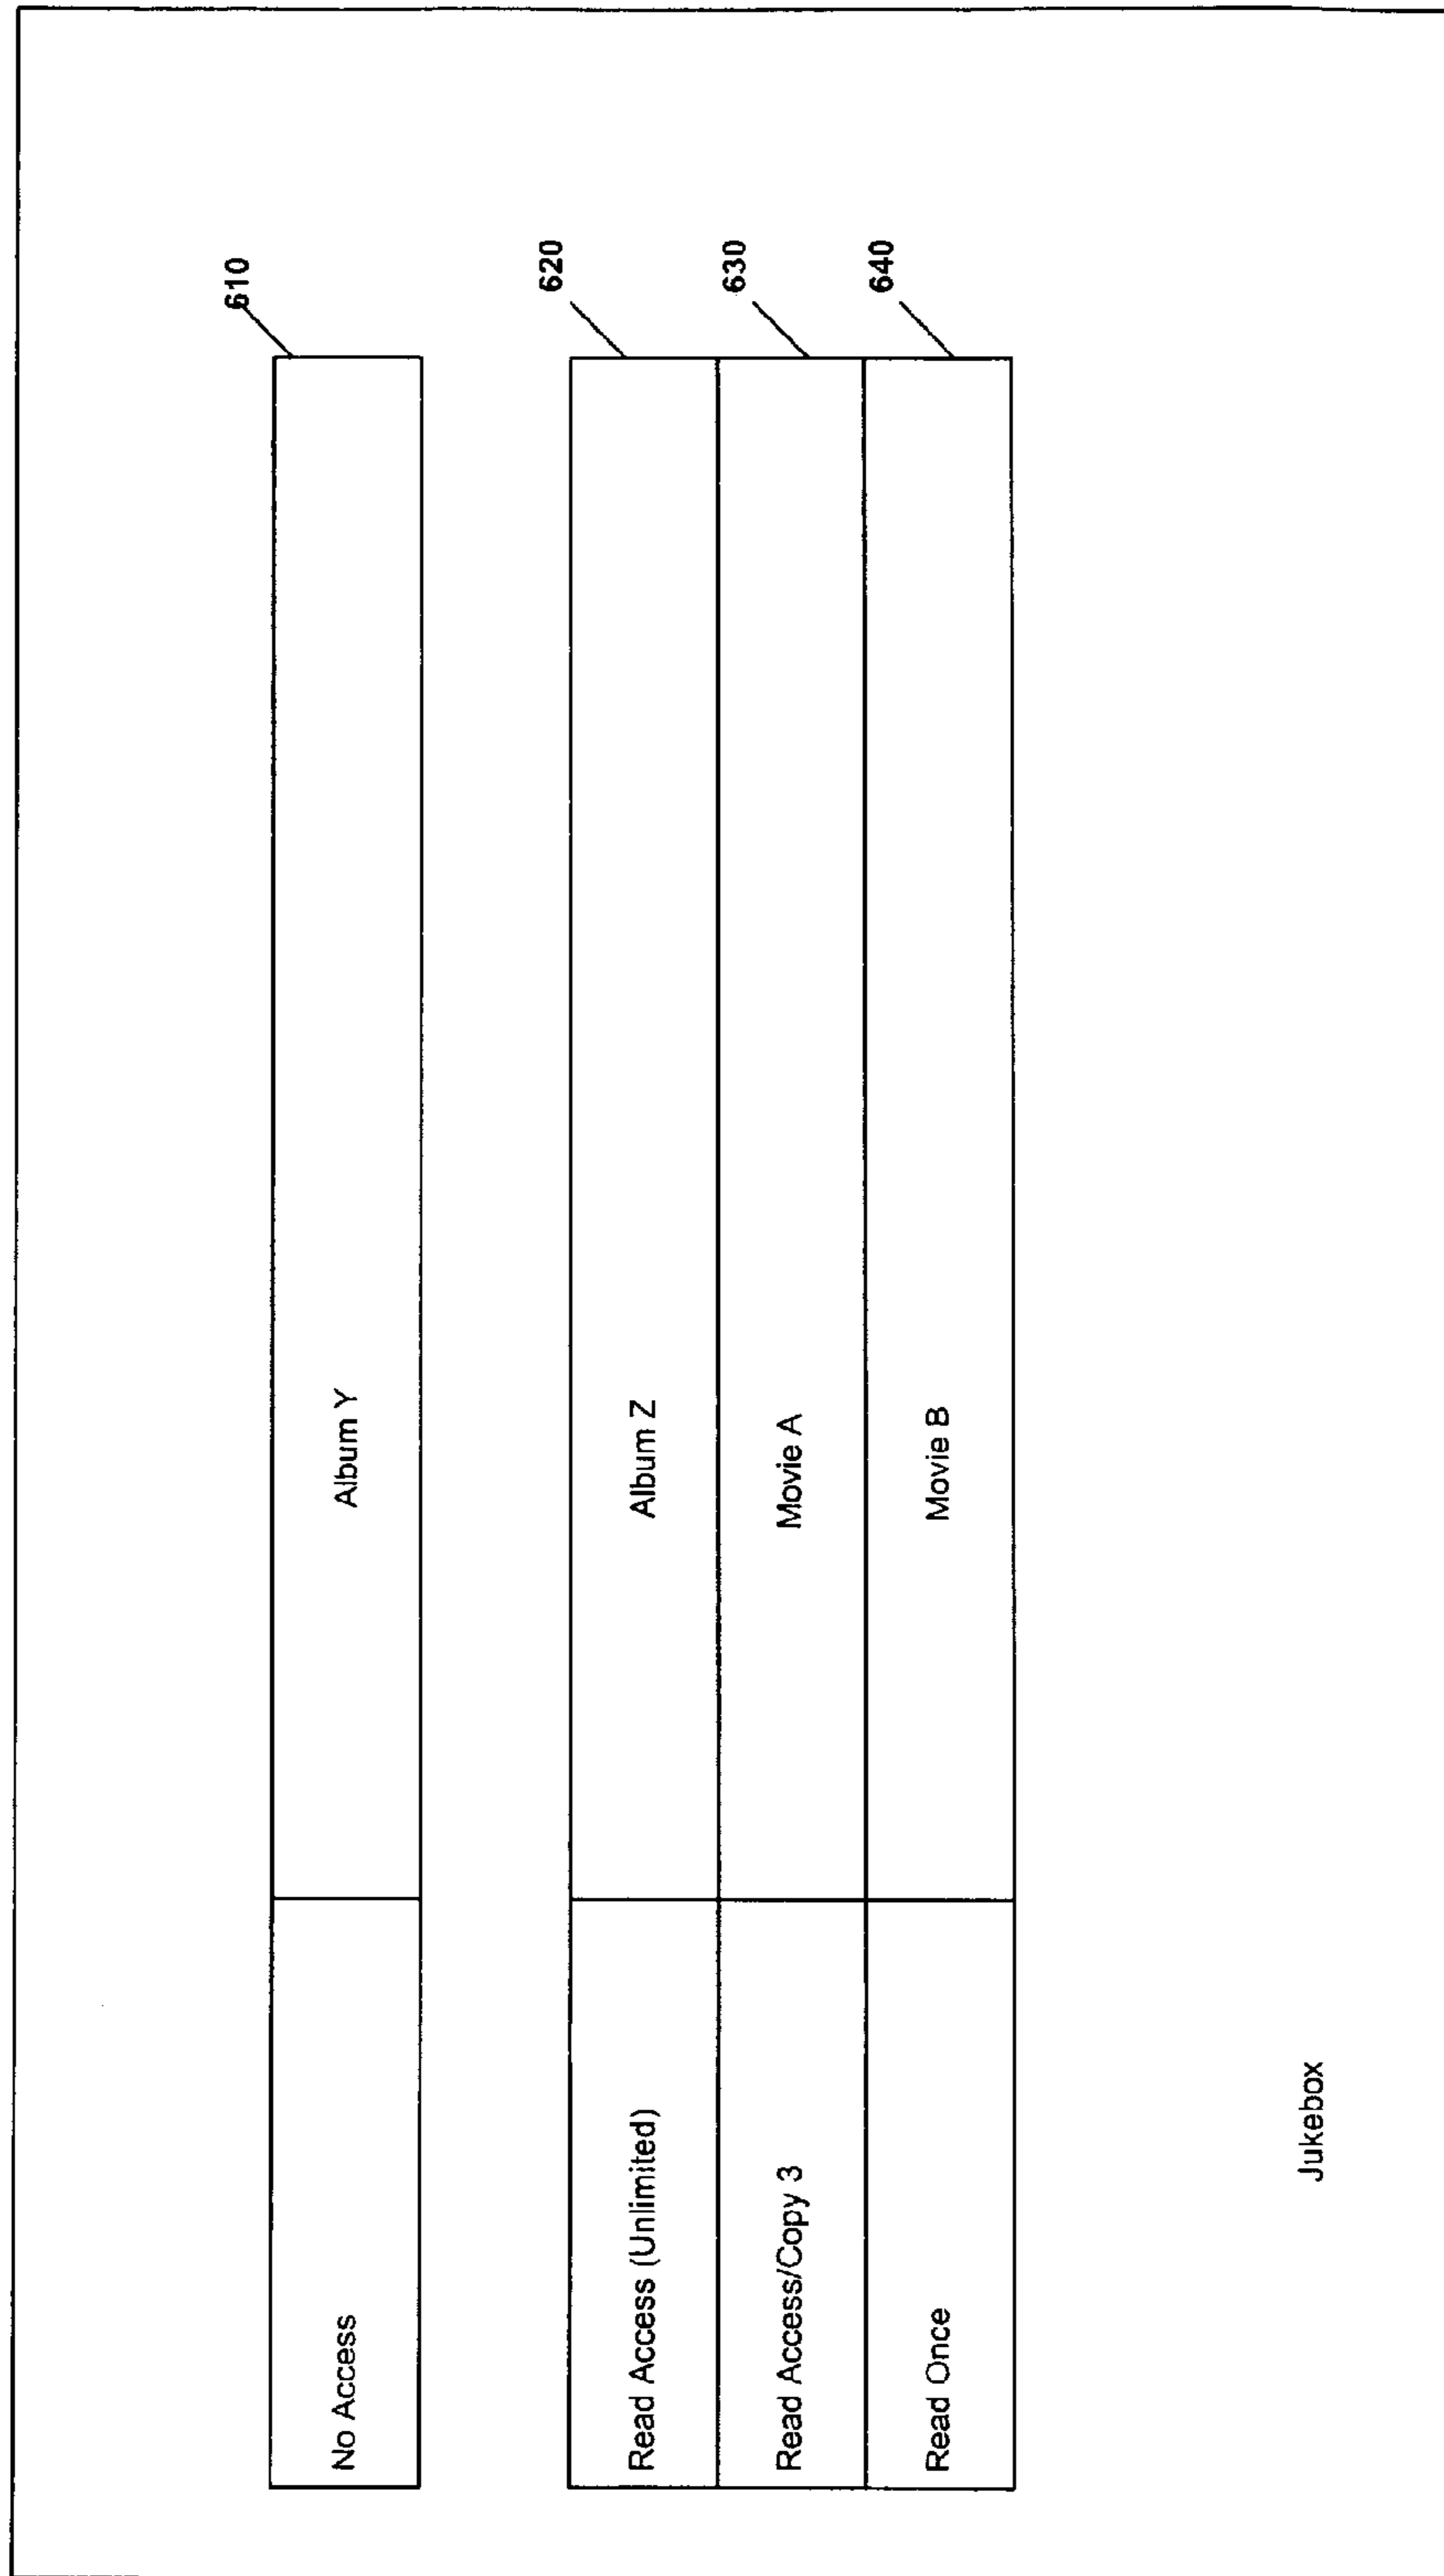 610
No Access Album Y
620
Read Access (Unlimited) Album Z
630
Read Access/Copy 3 Movie A
640
Read Once Movie B
Jukebox